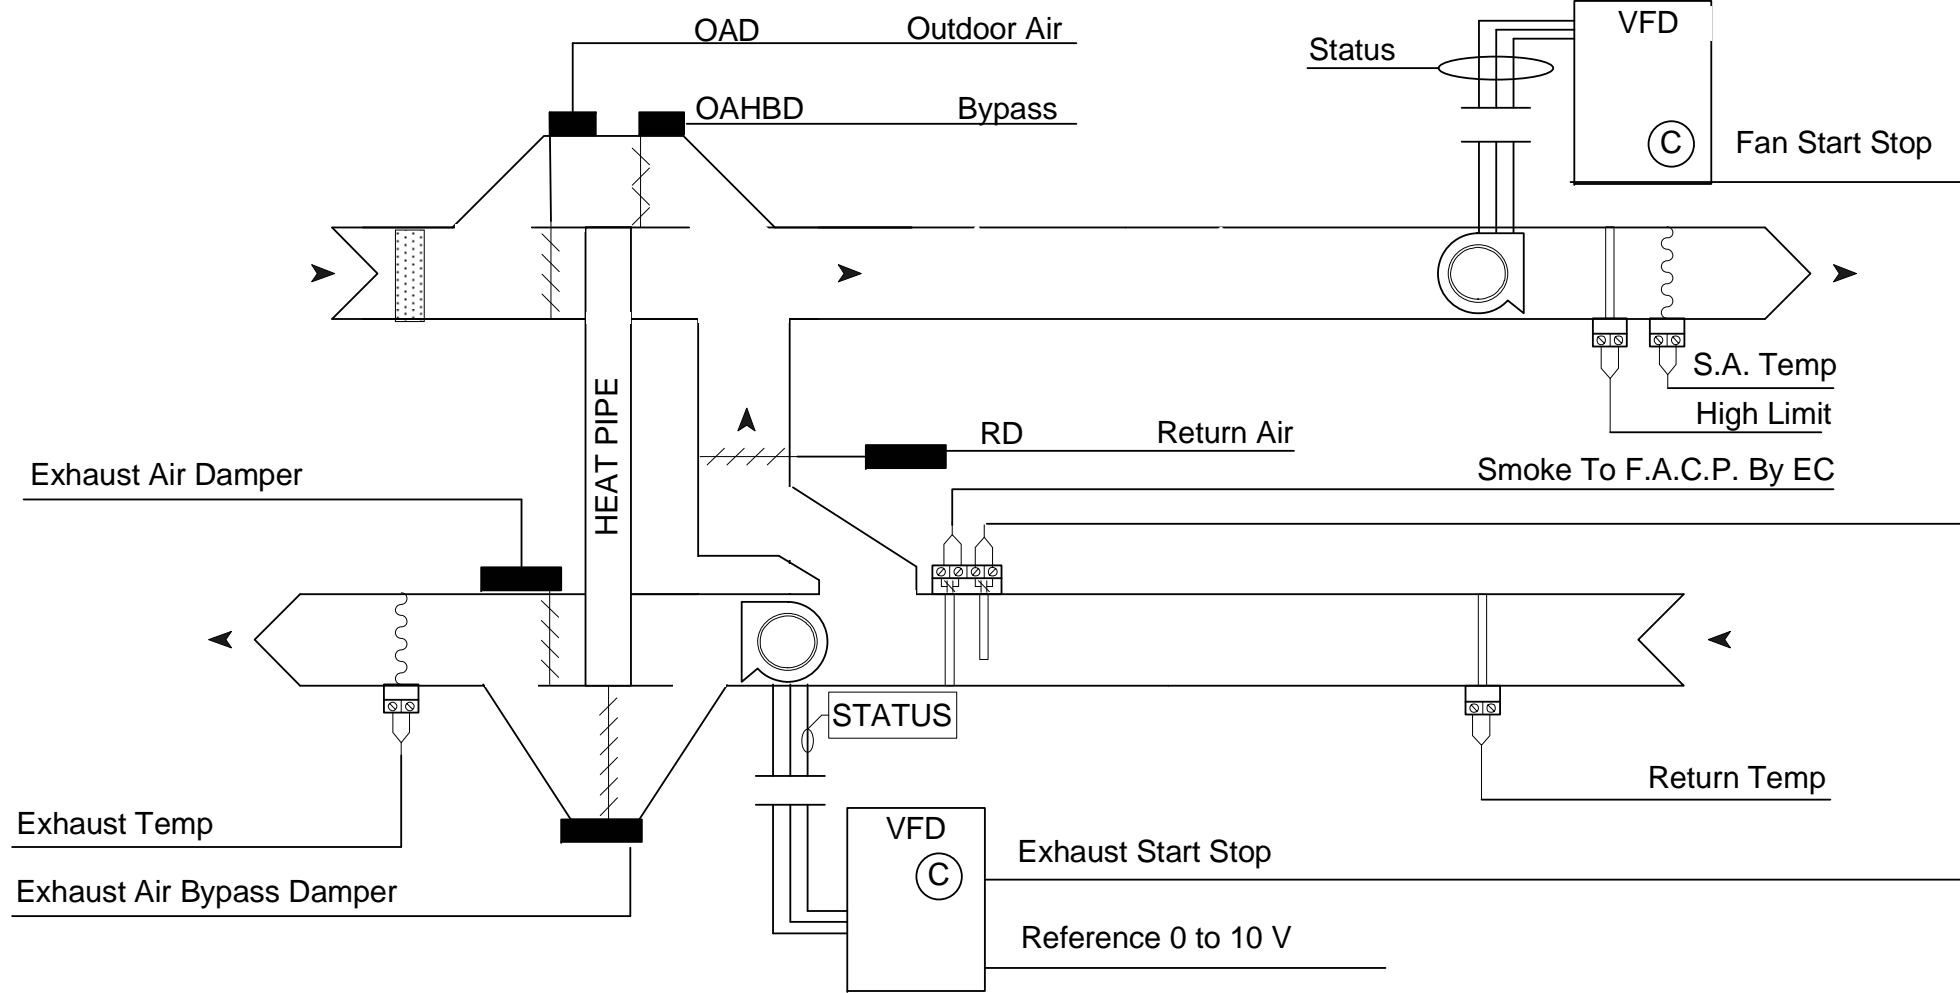 OAD Outdoor Air
VFD
Status
OAHBD Bypass
C
Fan Start Stop
S.A. Temp
High Limit
RD Return Air
HEAT PIPE
Exhaust Air Damper
Smoke To F.A.C.P. By EC
STATUS
Return Temp
Exhaust Temp
VFD
C
Exhaust Start Stop
Exhaust Air Bypass Damper
Reference 0 to 10 V